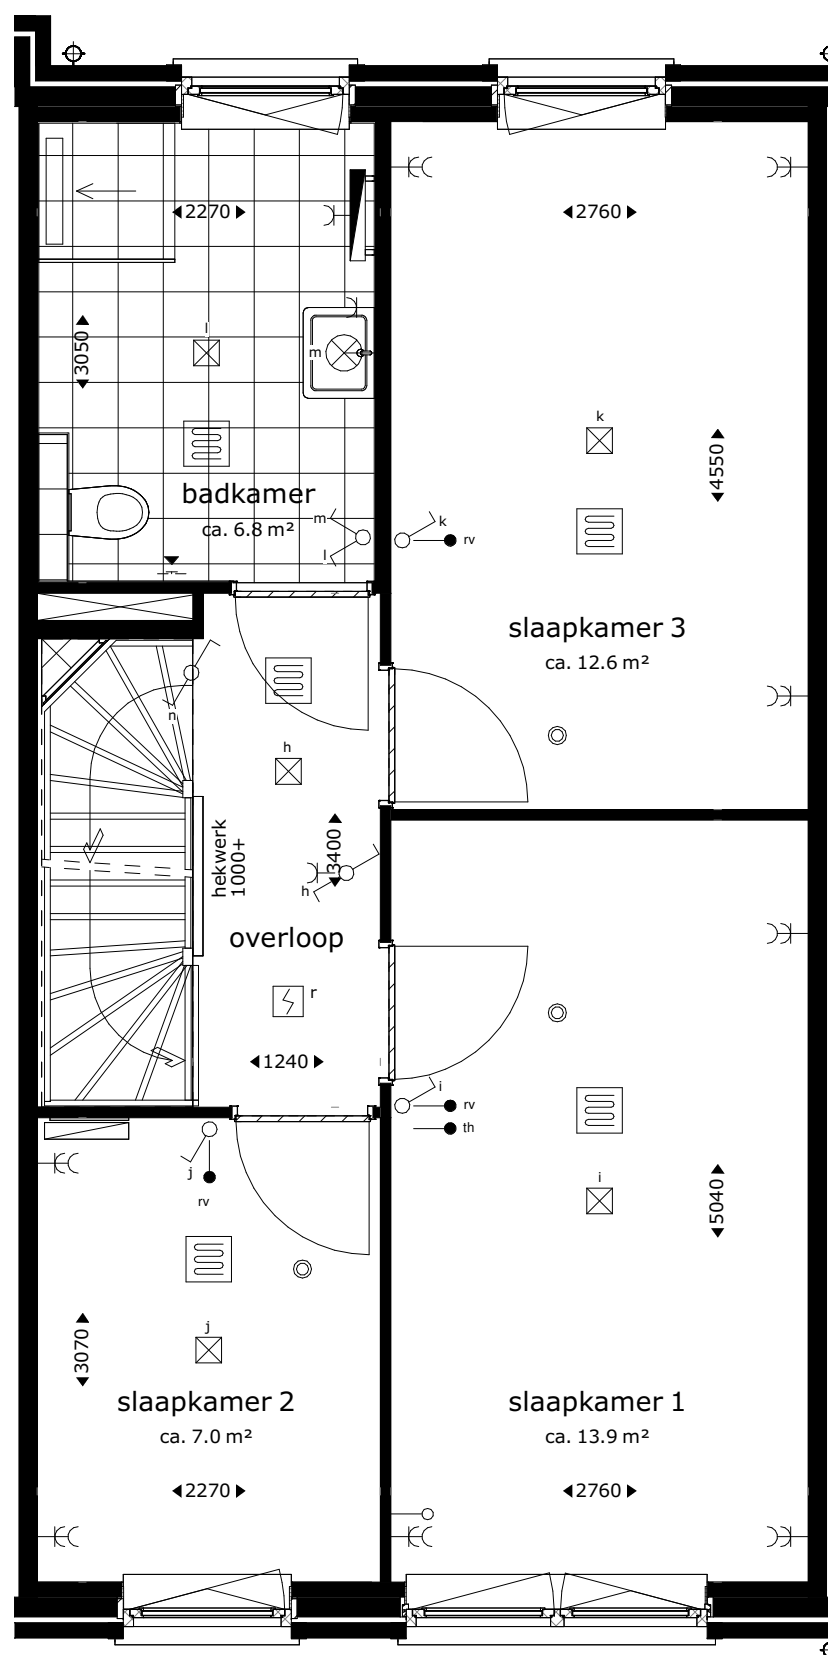 2270
2760
l
3050
m
k
4550
badkamer
ca. 6.8 m²
m
l
k
rv
slaapkamer 3
ca. 12.6 m²
n
h
hekwerk
1000+
3400
h
overloop
r
1240
i
rv
th
j
rv
i
5040
j
3070
slaapkamer 2
ca. 7.0 m²
slaapkamer 1
ca. 13.9 m²
2270
2760